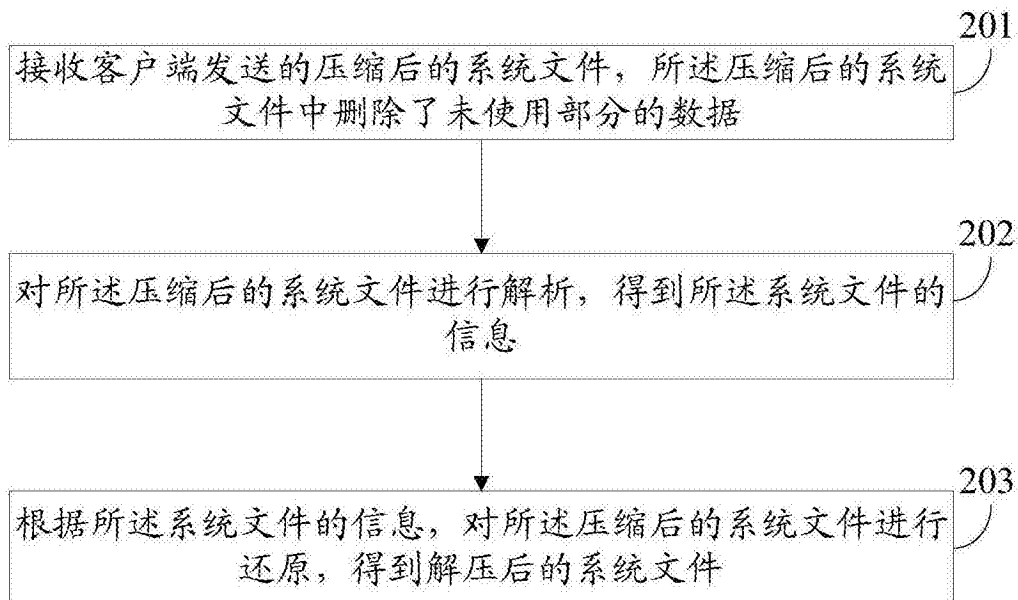 201
接收客户端发送的压缩后的系统文件，所述压缩后的系统
文件中删除了未使用部分的数据
202
对所述压缩后的系统文件进行解析，得到所述系统文件的
信息
203
根据所述系统文件的信息，对所述压缩后的系统文件进行
还原，得到解压后的系统文件